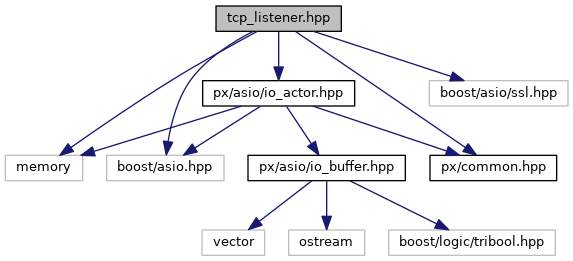 tcp_listener.hpp
px/asio/io_actor.hpp
boost/asio/ssl.hpp
memory
boost/asio.hpp
px/asio/io_buffer.hpp
px/common.hpp
vector
ostream
boost/logic/tribool.hpp